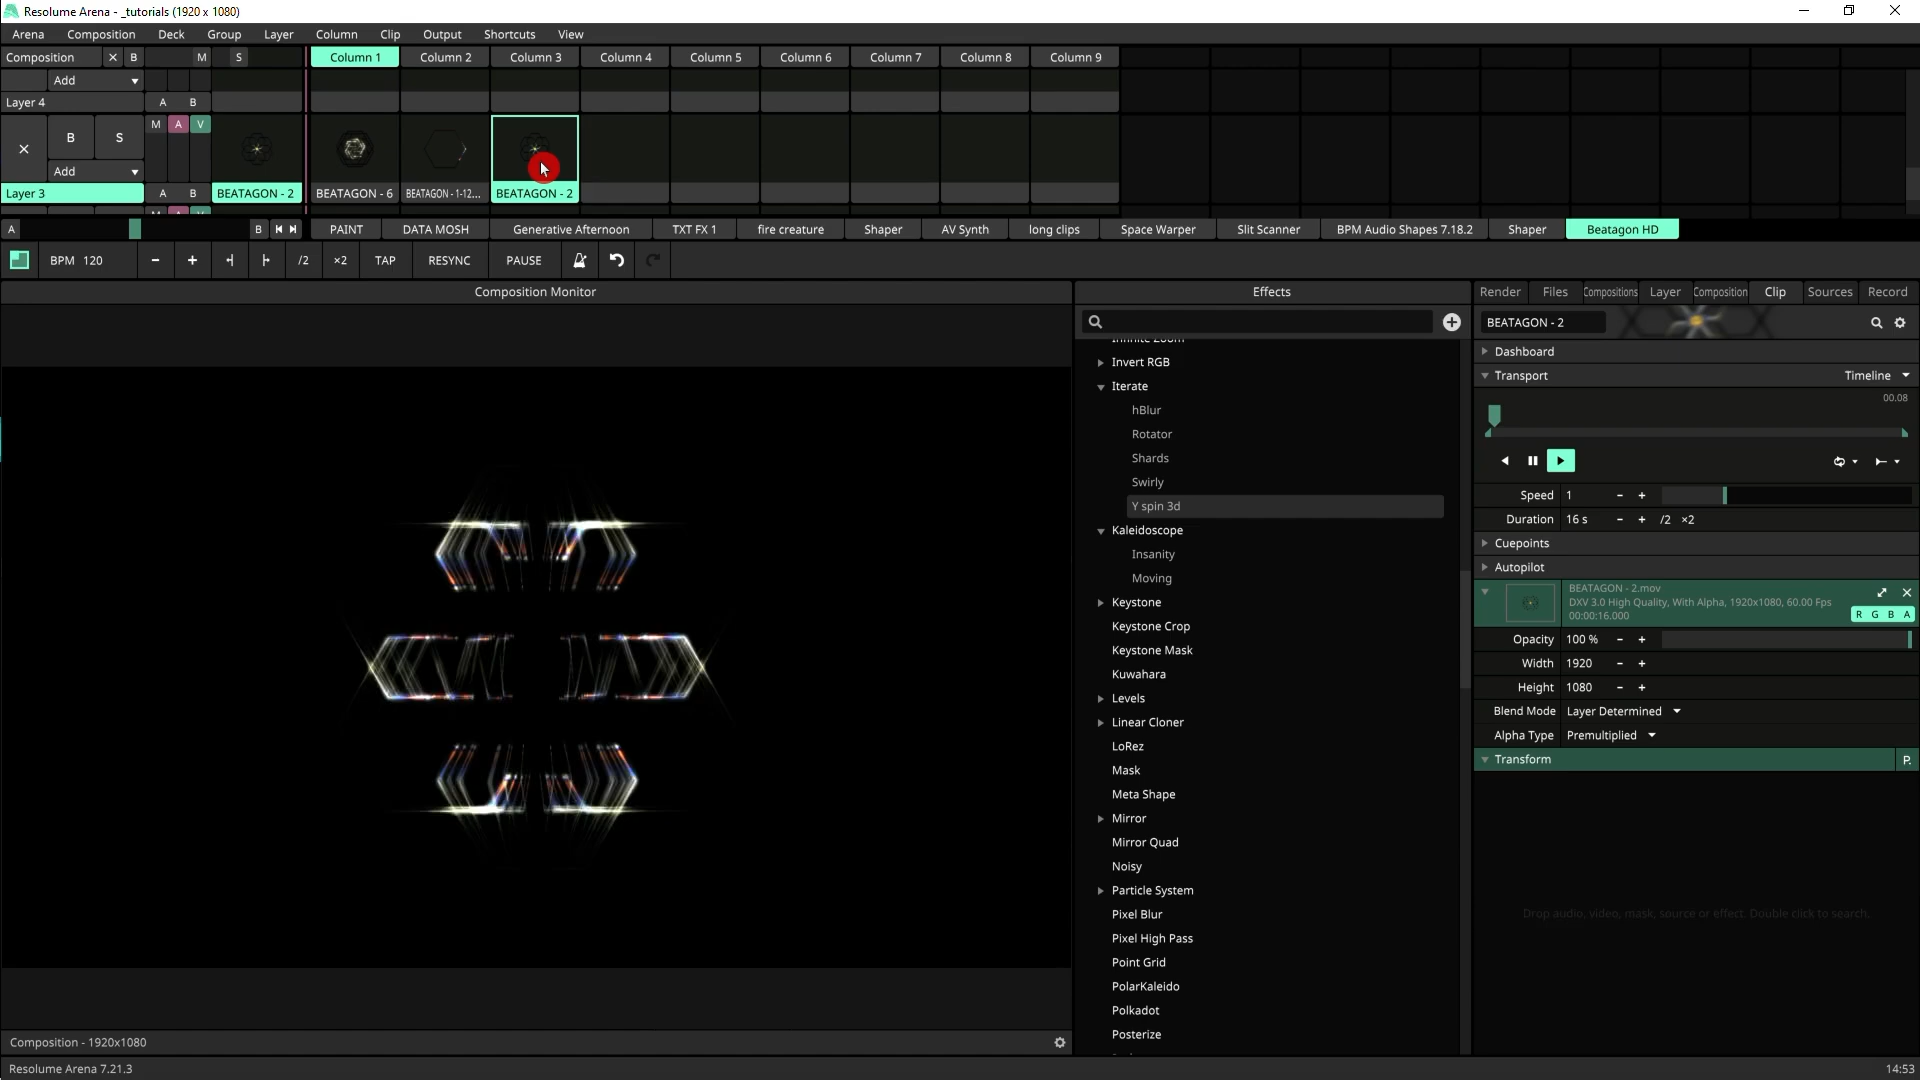 Resolume Arena - _tutorials (1920 x 1080)
Arena Composition Deck Group Layer Column Clip Output Shortcuts View
Composition X B M S Column 1 Column 2 Column 3 Column 4 Column 5 Column 6 Column 7 Column 8 Column 9
Add
Layer 4 A B
B S M A V
Add
Layer 3 A B BEATAGON - 2 BEATAGON - 6 BEATAGON - 1-12... BEATAGON - 2
M A V
A B PAINT DATA MOSH Generative Afternoon TXT FX 1 fire creature Shaper AV Synth long clips Space Warper Slit Scanner BPM Audio Shapes 7.18.2 Shaper Beatagon HD
BPM 120 - + /2 ×2 TAP RESYNC PAUSE
Composition Monitor
Effects
Infinite Zoom
Invert RGB
Iterate
hBlur
Rotator
Shards
Swirly
Y spin 3d
Kaleidoscope
Insanity
Moving
Keystone
Keystone Crop
Keystone Mask
Kuwahara
Levels
Linear Cloner
LoRez
Mask
Meta Shape
Mirror
Mirror Quad
Noisy
Particle System
Pixel Blur
Pixel High Pass
Point Grid
PolarKaleido
Polkadot
Posterize
Render Files Compositions Layer Composition Clip Sources Record
BEATAGON - 2
Dashboard
Transport Timeline
00.08
Speed 1 - +
Duration 16 s - + /2 ×2
Cuepoints
Autopilot
BEATAGON - 2.mov
DXV 3.0 High Quality, With Alpha, 1920x1080, 60.00 Fps
00:00:16.000 R G B A
Opacity 100 % - +
Width 1920 - +
Height 1080 - +
Blend Mode Layer Determined
Alpha Type Premultiplied
Transform P.
Drop audio, video, mask, source or effect. Double click to search.
Composition - 1920x1080
Resolume Arena 7.21.3
14:53